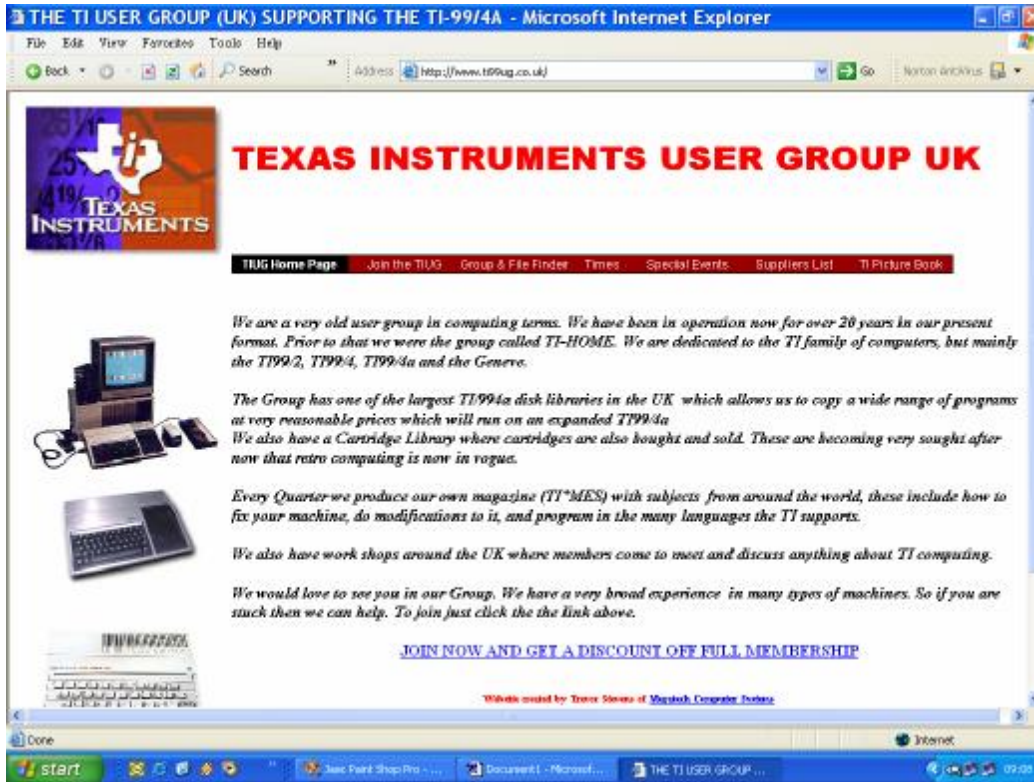 THE TI USER GROUP (UK) SUPPORTING THE TI-99/4A - Microsoft Internet Explorer
File Edit View Favorites Tools Help
Back Search " Address http://www.ti99ug.co.uk/ Go Norton AntiVirus
TEXAS
INSTRUMENTS
TEXAS INSTRUMENTS USER GROUP UK
TIUG Home Page Join the TIUG Group & File Finder Times Special Events Suppliers List TI Picture Book
We are a very old user group in computing terms. We have been in operation now for over 20 years in our present
format. Prior to that we were the group called TI-HOME. We are dedicated to the TI family of computers, but mainly
the TI99/2, TI99/4, TI99/4a and the Geneve.
The Group has one of the largest TI/994a disk libraries in the UK which allows us to copy a wide range of programs
at very reasonable prices which will run on an expanded TI99/4a
We also have a Cartridge Library where cartridges are also bought and sold. These are becoming very sought after
now that retro computing is now in vogue.
Every Quarter we produce our own magazine (TI*MES) with subjects from around the world, these include how to
fix your machine, do modifications to it, and program in the many languages the TI supports.
We also have work shops around the UK where members come to meet and discuss anything about TI computing.
We would love to see you in our Group. We have a very broad experience in many types of machines. So if you are
stuck then we can help. To join just click the the link above.
JOIN NOW AND GET A DISCOUNT OFF FULL MEMBERSHIP
Website created by Trevor Stevens of Computer
Done Internet
start " Jasc Paint Shop Pro - ... Document1 - Microsof... THE TI USER GROUP ...